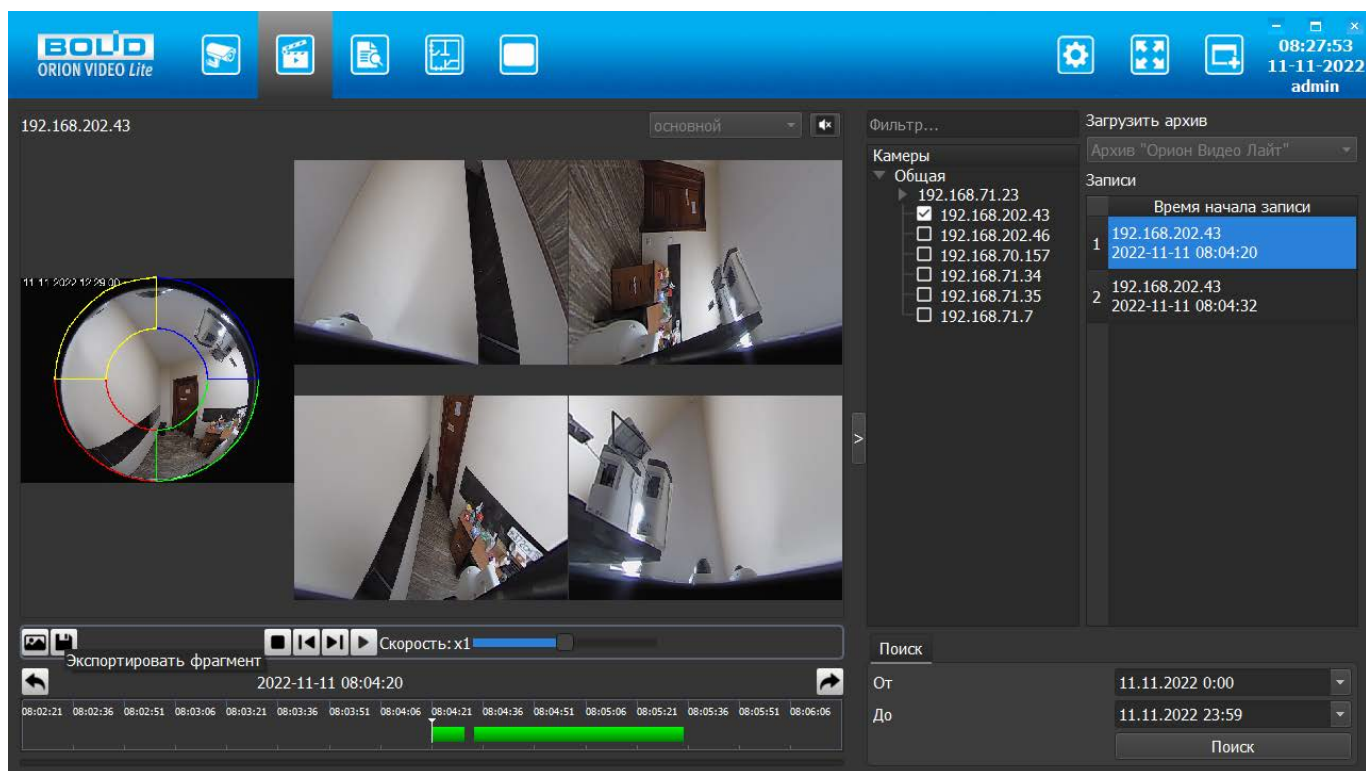 BOLID
ORION VIDEO Lite
08:27:53
11-11-2022
admin
192.168.202.43
основной
11 11 2022 12 29 00
Фильтр...
Камеры
Общая
192.168.71.23
192.168.202.43
192.168.202.46
192.168.70.157
192.168.71.34
192.168.71.35
192.168.71.7
Загрузить архив
Архив "Орион Видео Лайт"
Записи
Время начала записи
1
192.168.202.43
2022-11-11 08:04:20
2
192.168.202.43
2022-11-11 08:04:32
>
Скорость: x1
Экспортировать фрагмент
2022-11-11 08:04:20
08:02:21 08:02:36 08:02:51 08:03:06 08:03:21 08:03:36 08:03:51 08:04:06 08:04:21 08:04:36 08:04:51 08:05:06 08:05:21 08:05:36 08:05:51 08:06:06
Поиск
От 11.11.2022 0:00
До 11.11.2022 23:59
Поиск